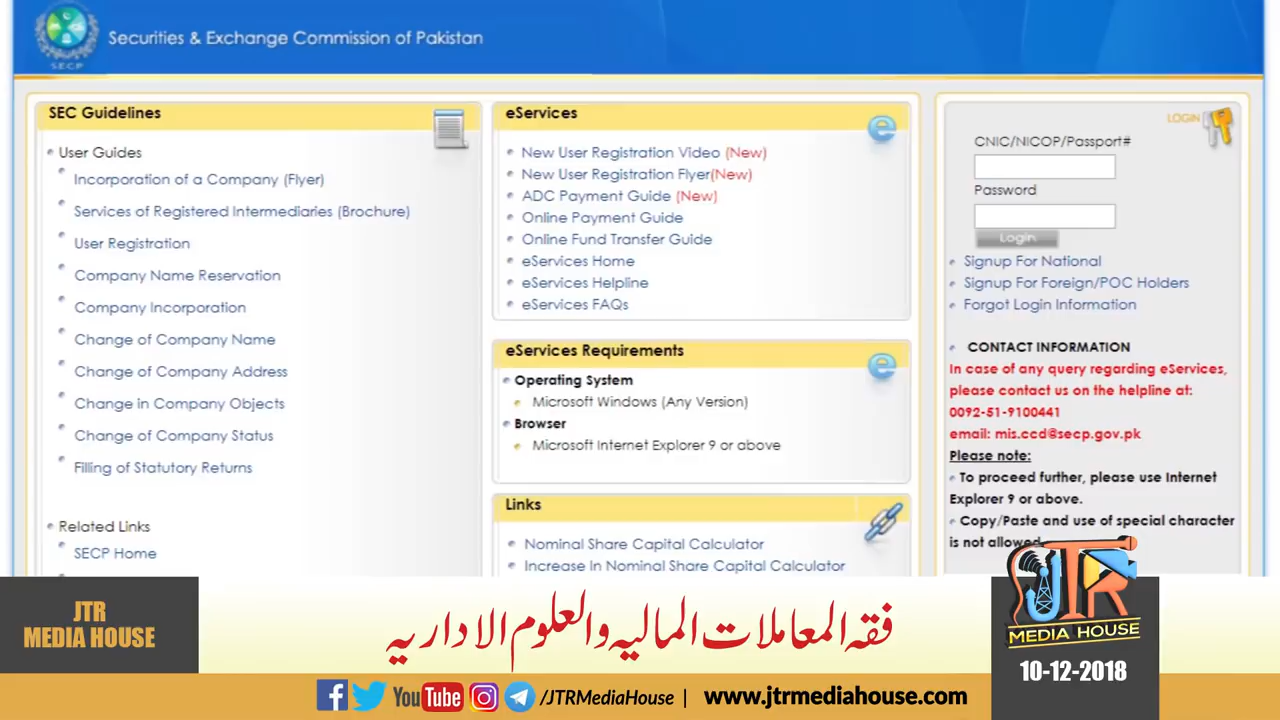 Securities & Exchange Commission of Pakistan
SECP
SEC Guidelines
User Guides
Incorporation of a Company (Flyer)
Services of Registered Intermediaries (Brochure)
User Registration
Company Name Reservation
Company Incorporation
Change of Company Name
Change of Company Address
Change in Company Objects
Change of Company Status
Filling of Statutory Returns
Related Links
SECP Home
eServices
New User Registration Video (New)
New User Registration Flyer(New)
ADC Payment Guide (New)
Online Payment Guide
Online Fund Transfer Guide
eServices Home
eServices Helpline
eServices FAQs
eServices Requirements
Operating System
Microsoft Windows (Any Version)
Browser
Microsoft Internet Explorer 9 or above
Links
Nominal Share Capital Calculator
Increase In Nominal Share Capital Calculator
LOGIN
CNIC/NICOP/Passport#
Password
Login
Signup For National
Signup For Foreign/POC Holders
Forgot Login Information
CONTACT INFORMATION
In case of any query regarding eServices,
please contact us on the helpline at:
0092-51-9100441
email: mis.ccd@secp.gov.pk
Please note:
To proceed further, please use Internet
Explorer 9 or above.
Copy/Paste and use of special character
is not allowed
JTR
MEDIA HOUSE
فقہ المعاملات المالیہ والعلوم الاداریہ
JTR
MEDIA HOUSE
10-12-2018
YouTube /JTRMediaHouse | www.jtrmediahouse.com